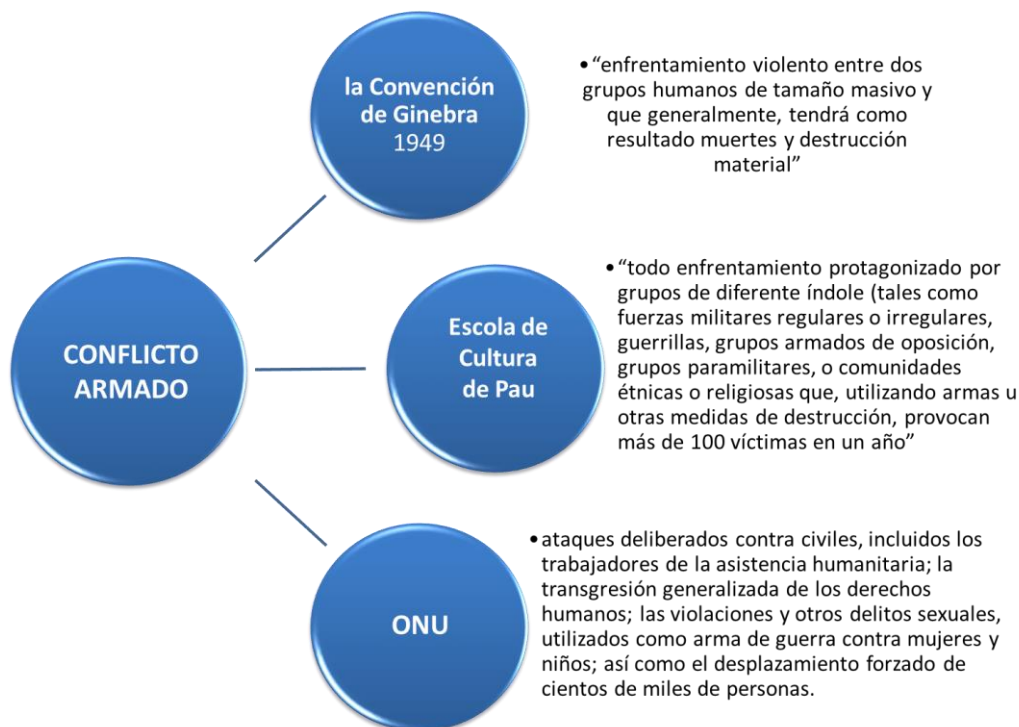 la Convención
de Ginebra
1949
•“enfrentamiento violento entre dos
grupos humanos de tamaño masivo y
que generalmente, tendrá como
resultado muertes y destrucción
material”
CONFLICTO
ARMADO
Escola de
Cultura
de Pau
•“todo enfrentamiento protagonizado por
grupos de diferente índole (tales como
fuerzas militares regulares o irregulares,
guerrillas, grupos armados de oposición,
grupos paramilitares, o comunidades
étnicas o religiosas que, utilizando armas u
otras medidas de destrucción, provocan
más de 100 víctimas en un año”
ONU
•ataques deliberados contra civiles, incluidos los
trabajadores de la asistencia humanitaria; la
transgresión generalizada de los derechos
humanos; las violaciones y otros delitos sexuales,
utilizados como arma de guerra contra mujeres y
niños; así como el desplazamiento forzado de
cientos de miles de personas.